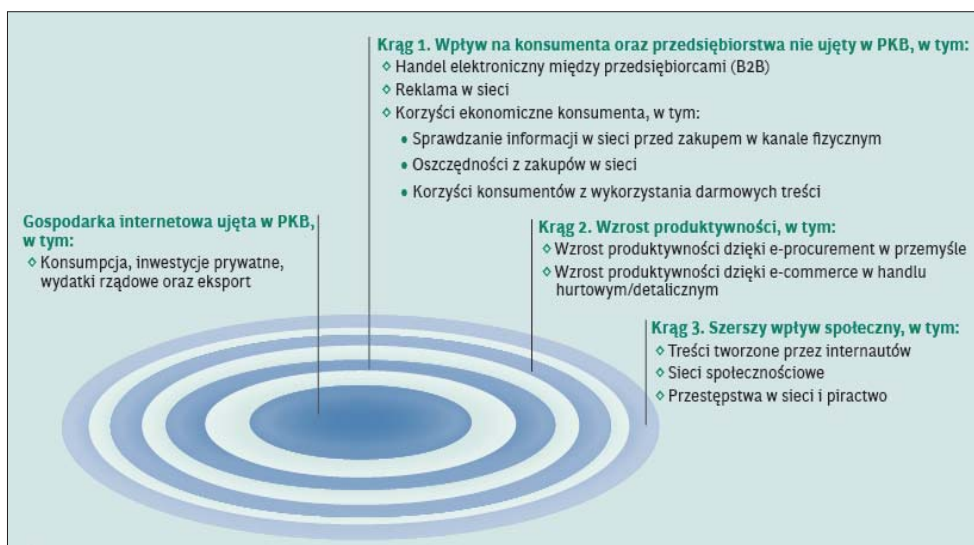 Krąg 1. Wpływ na konsumenta oraz przedsiębiorstwa nie ujęty w PKB, w tym:
◊ Handel elektroniczny między przedsiębiorcami (B2B)
◊ Reklama w sieci
◊ Korzyści ekonomiczne konsumenta, w tym:
• Sprawdzanie informacji w sieci przed zakupem w kanale fizycznym
• Oszczędności z zakupów w sieci
• Korzyści konsumentów z wykorzystania darmowych treści
Gospodarka internetowa ujęta w PKB,
w tym:
◊ Konsumpcja, inwestycje prywatne,
wydatki rządowe oraz eksport
Krąg 2. Wzrost produktywności, w tym:
◊ Wzrost produktywności dzięki e-procurement w przemyśle
◊ Wzrost produktywności dzięki e-commerce w handlu
hurtowym/detalicznym
Krąg 3. Szerszy wpływ społeczny, w tym:
◊ Treści tworzone przez internautów
◊ Sieci społecznościowe
◊ Przestępstwa w sieci i piractwo